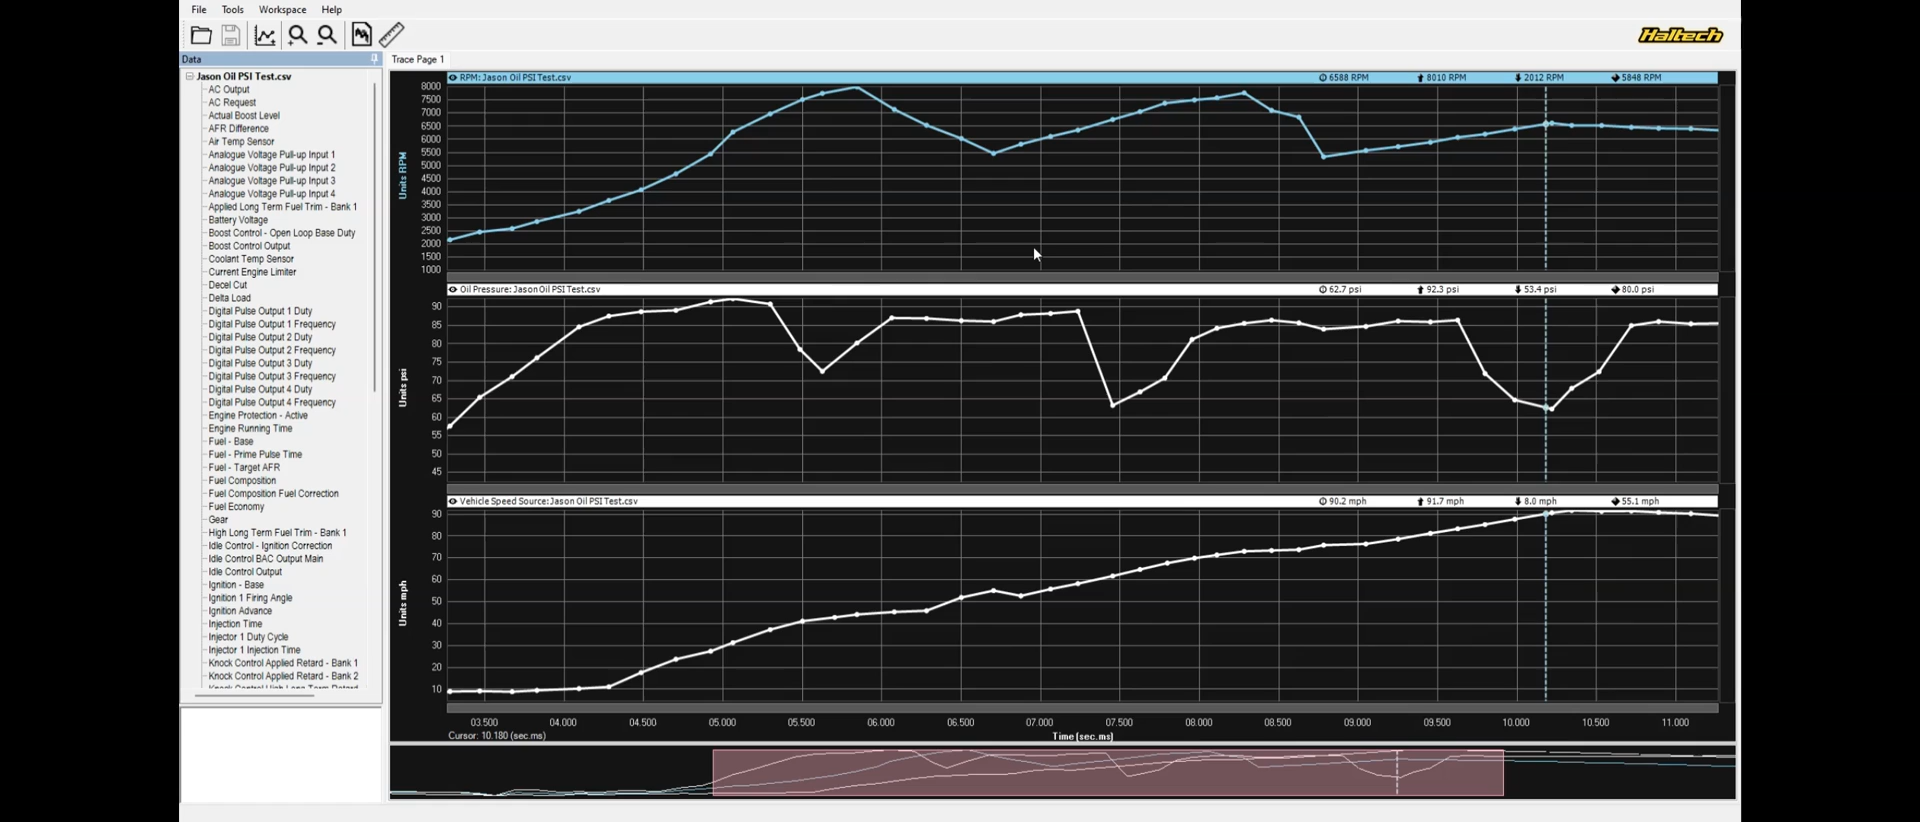 File Tools Workspace Help
Haltech
Data
Trace Page 1
Jason Oil PSI Test.csv
AC Output
AC Request
Actual Boost Level
AFR Difference
Air Temp Sensor
Analogue Voltage Pull-up Input 1
Analogue Voltage Pull-up Input 2
Analogue Voltage Pull-up Input 3
Analogue Voltage Pull-up Input 4
Applied Long Term Fuel Trim - Bank 1
Battery Voltage
Boost Control - Open Loop Base Duty
Boost Control Output
Coolant Temp Sensor
Current Engine Limiter
Decel Cut
Delta Load
Digital Pulse Output 1 Duty
Digital Pulse Output 1 Frequency
Digital Pulse Output 2 Duty
Digital Pulse Output 2 Frequency
Digital Pulse Output 3 Duty
Digital Pulse Output 3 Frequency
Digital Pulse Output 4 Duty
Digital Pulse Output 4 Frequency
Engine Protection - Active
Engine Running Time
Fuel - Base
Fuel - Prime Pulse Time
Fuel - Target AFR
Fuel Composition
Fuel Composition Fuel Correction
Fuel Economy
Gear
High Long Term Fuel Trim - Bank 1
Idle Control - Ignition Correction
Idle Control BAC Output Main
Idle Control Output
Ignition - Base
Ignition 1 Firing Angle
Ignition Advance
Injection Time
Injector 1 Duty Cycle
Injector 1 Injection Time
Knock Control Applied Retard - Bank 1
Knock Control Applied Retard - Bank 2
Knock Control High Long Term Retard
RPM: Jason Oil PSI Test.csv 6588 RPM 8010 RPM 2012 RPM 5848 RPM
Units RPM
8000
7500
7000
6500
6000
5500
5000
4500
4000
3500
3000
2500
2000
1500
1000
Oil Pressure: Jason Oil PSI Test.csv 62.7 psi 92.3 psi 53.4 psi 80.0 psi
Units psi
90
85
80
75
70
65
60
55
50
45
Vehicle Speed Source: Jason Oil PSI Test.csv 90.2 mph 91.7 mph 8.0 mph 55.1 mph
Units mph
90
80
70
60
50
40
30
20
10
03.500 04.000 04.500 05.000 05.500 06.000 06.500 07.000 07.500 08.000 08.500 09.000 09.500 10.000 10.500 11.000
Cursor: 10.180 (sec.ms) Time [sec.ms]